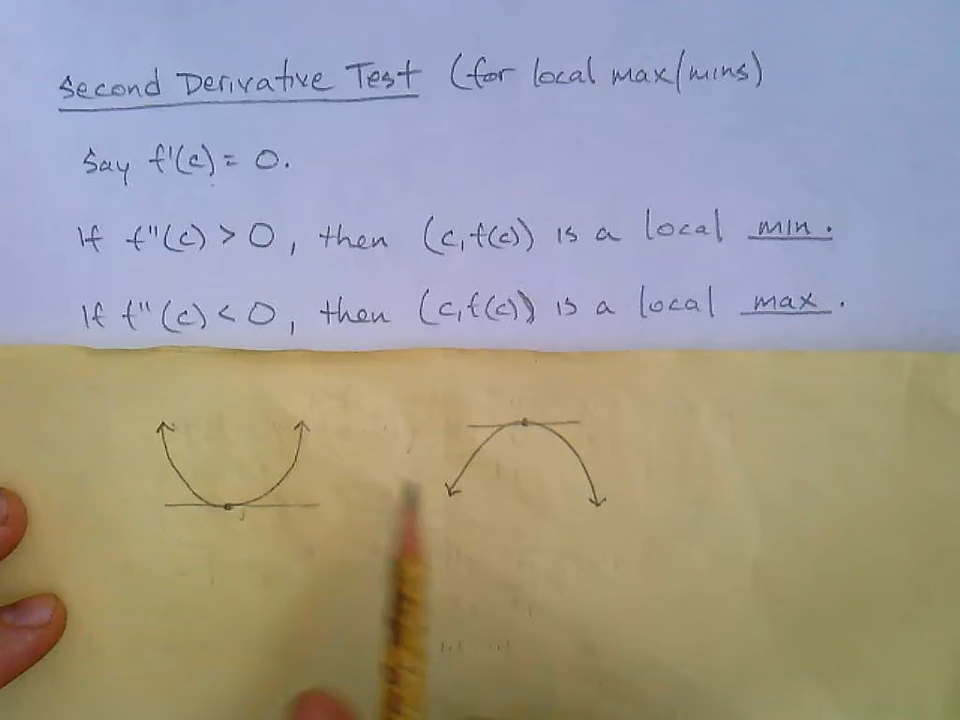 Second Derivative Test (for local max/mins)
Say f'(c) = 0.
If f"(c) > 0, then (c, f(c)) is a local min.
If f"(c) < 0, then (c, f(c)) is a local max.